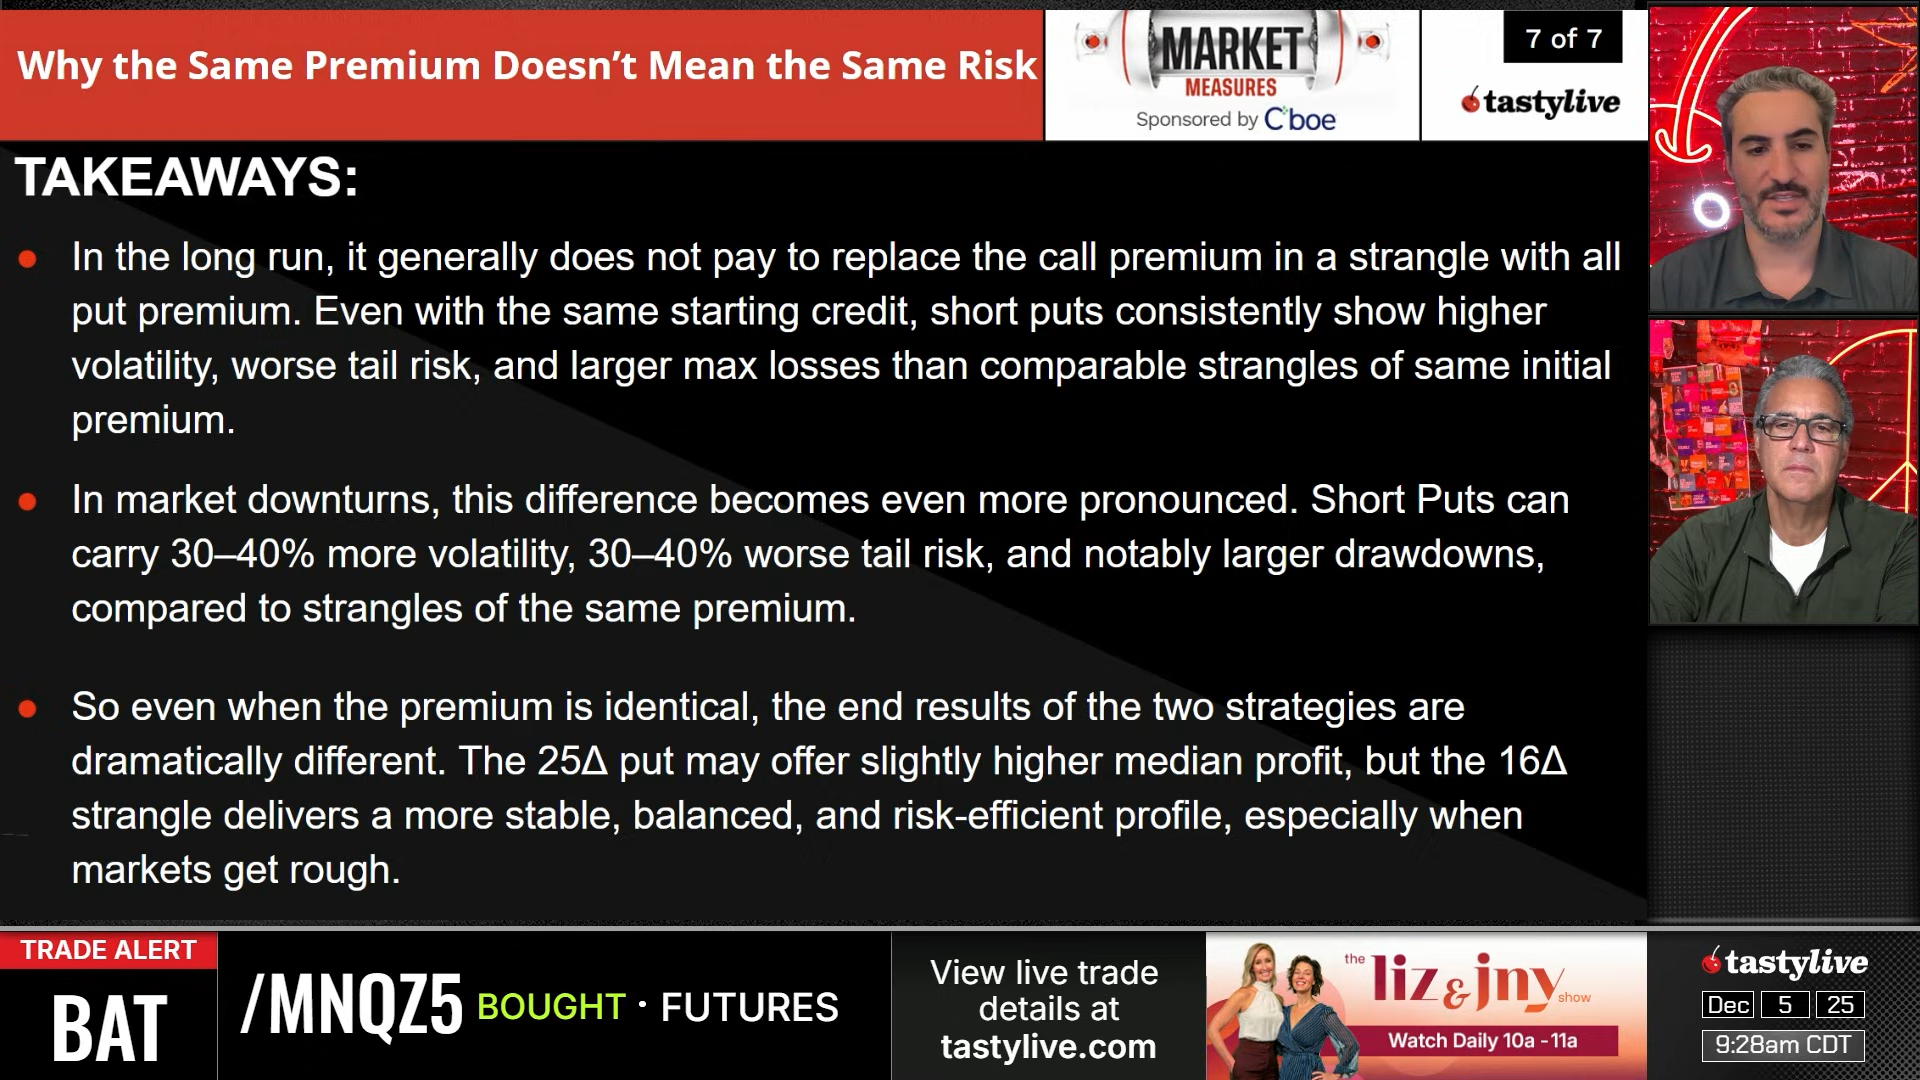 Why the Same Premium Doesn’t Mean the Same Risk
MARKET
MEASURES
Sponsored by Cboe
7 of 7
tastylive
TAKEAWAYS:
In the long run, it generally does not pay to replace the call premium in a strangle with all
put premium. Even with the same starting credit, short puts consistently show higher
volatility, worse tail risk, and larger max losses than comparable strangles of same initial
premium.
In market downturns, this difference becomes even more pronounced. Short Puts can
carry 30–40% more volatility, 30–40% worse tail risk, and notably larger drawdowns,
compared to strangles of the same premium.
So even when the premium is identical, the end results of the two strategies are
dramatically different. The 25Δ put may offer slightly higher median profit, but the 16Δ
strangle delivers a more stable, balanced, and risk-efficient profile, especially when
markets get rough.
TRADE ALERT
BAT
/MNQZ5 BOUGHT · FUTURES
View live trade
details at
tastylive.com
the liz & jny show
Watch Daily 10a -11a
tastylive
Dec 5 25
9:28am CDT